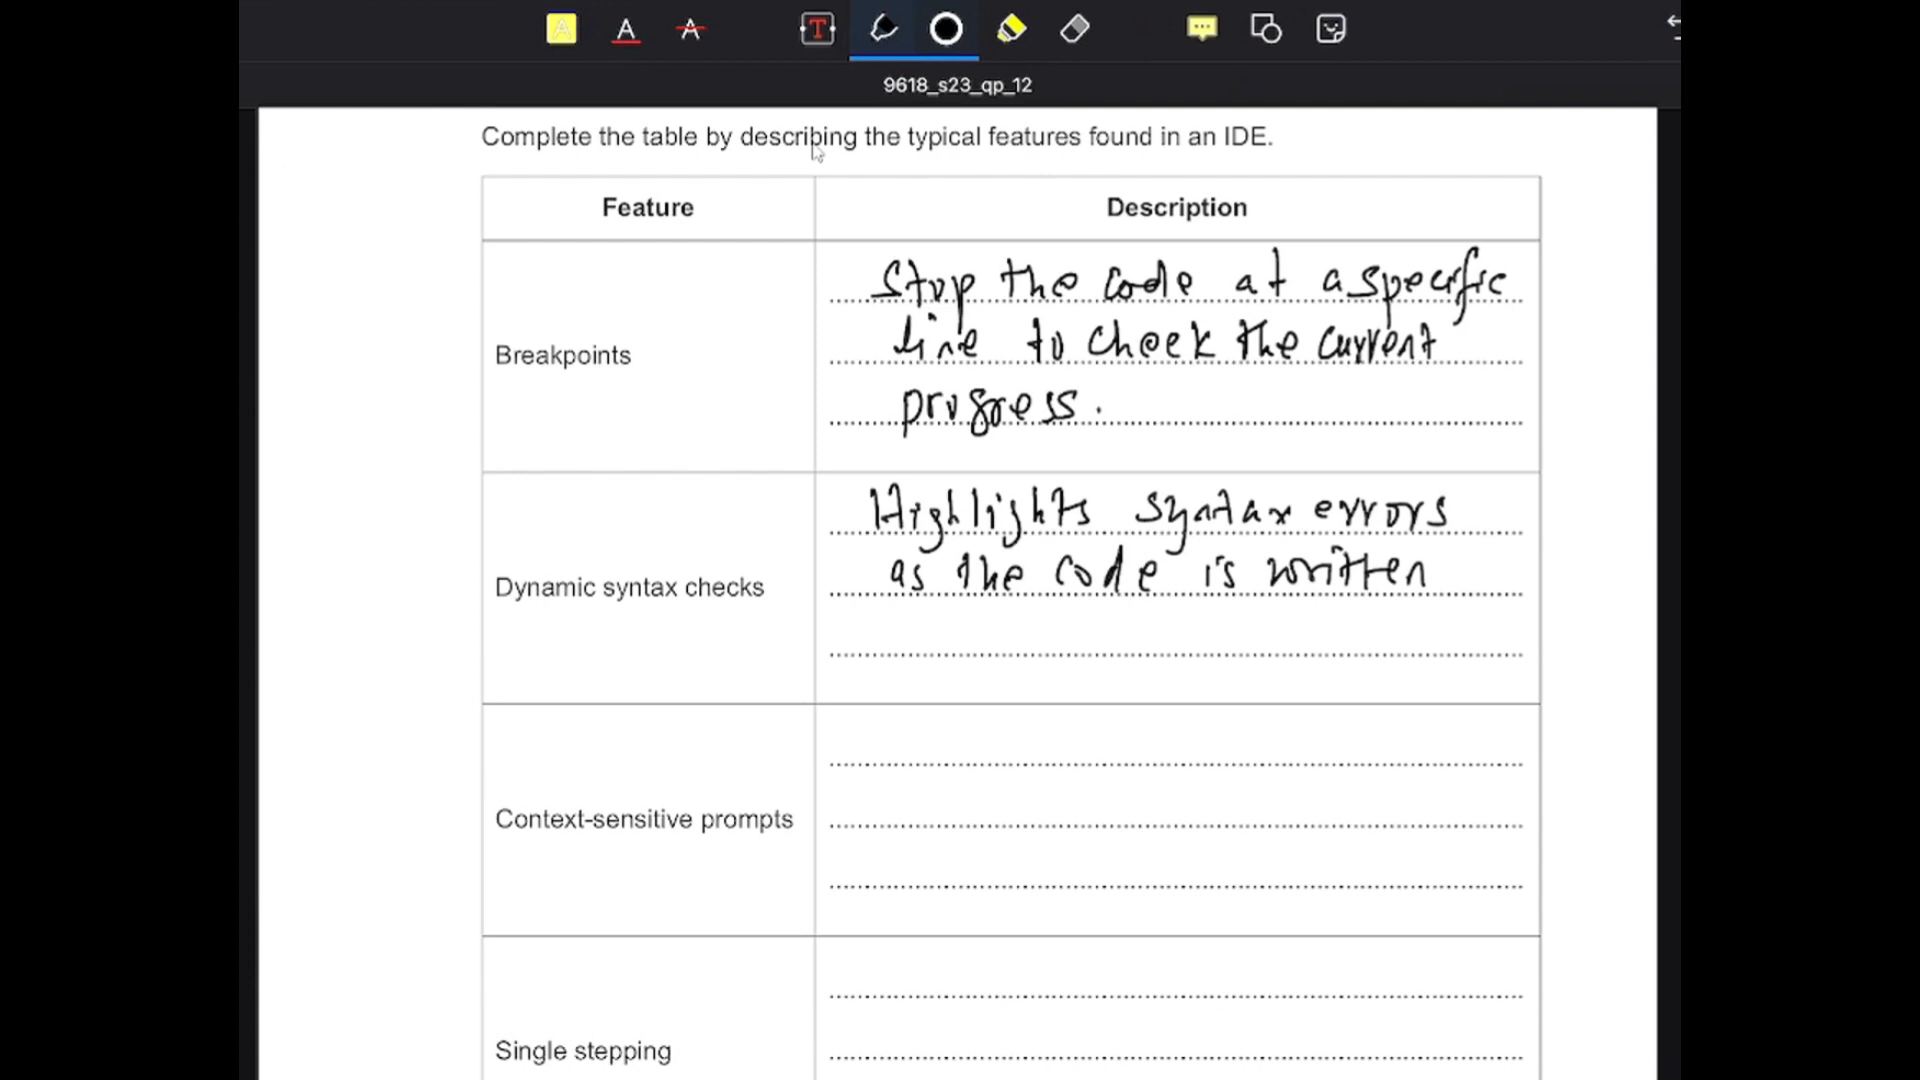 9618_s23_qp_12
Complete the table by describing the typical features found in an IDE.
Feature
Description
Breakpoints
Stop the code at a specific
line to check the current
progress.
Dynamic syntax checks
Highlights syntax errors
as the code is written
Context-sensitive prompts
Single stepping